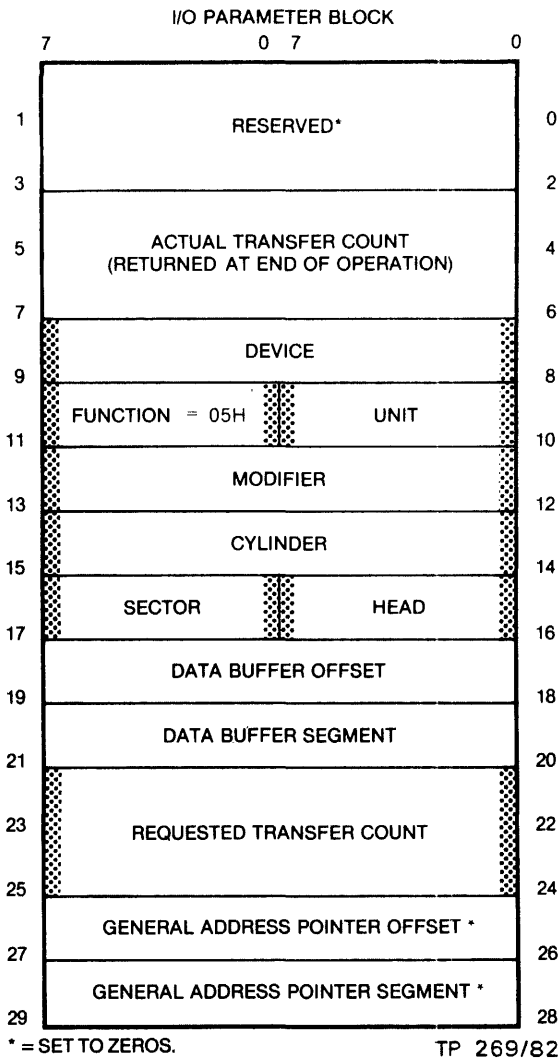 I/O PARAMETER BLOCK
7 0 7 0
1 RESERVED* 0
3 2
5 ACTUAL TRANSFER COUNT 4
(RETURNED AT END OF OPERATION)
7 6
DEVICE
9 8
FUNCTION = 05H UNIT
11 10
MODIFIER
13 12
CYLINDER
15 14
SECTOR HEAD
17 16
DATA BUFFER OFFSET
19 18
DATA BUFFER SEGMENT
21 20
23 REQUESTED TRANSFER COUNT 22
25 24
GENERAL ADDRESS POINTER OFFSET *
27 26
GENERAL ADDRESS POINTER SEGMENT *
29 28
* = SET TO ZEROS. TP 269/82